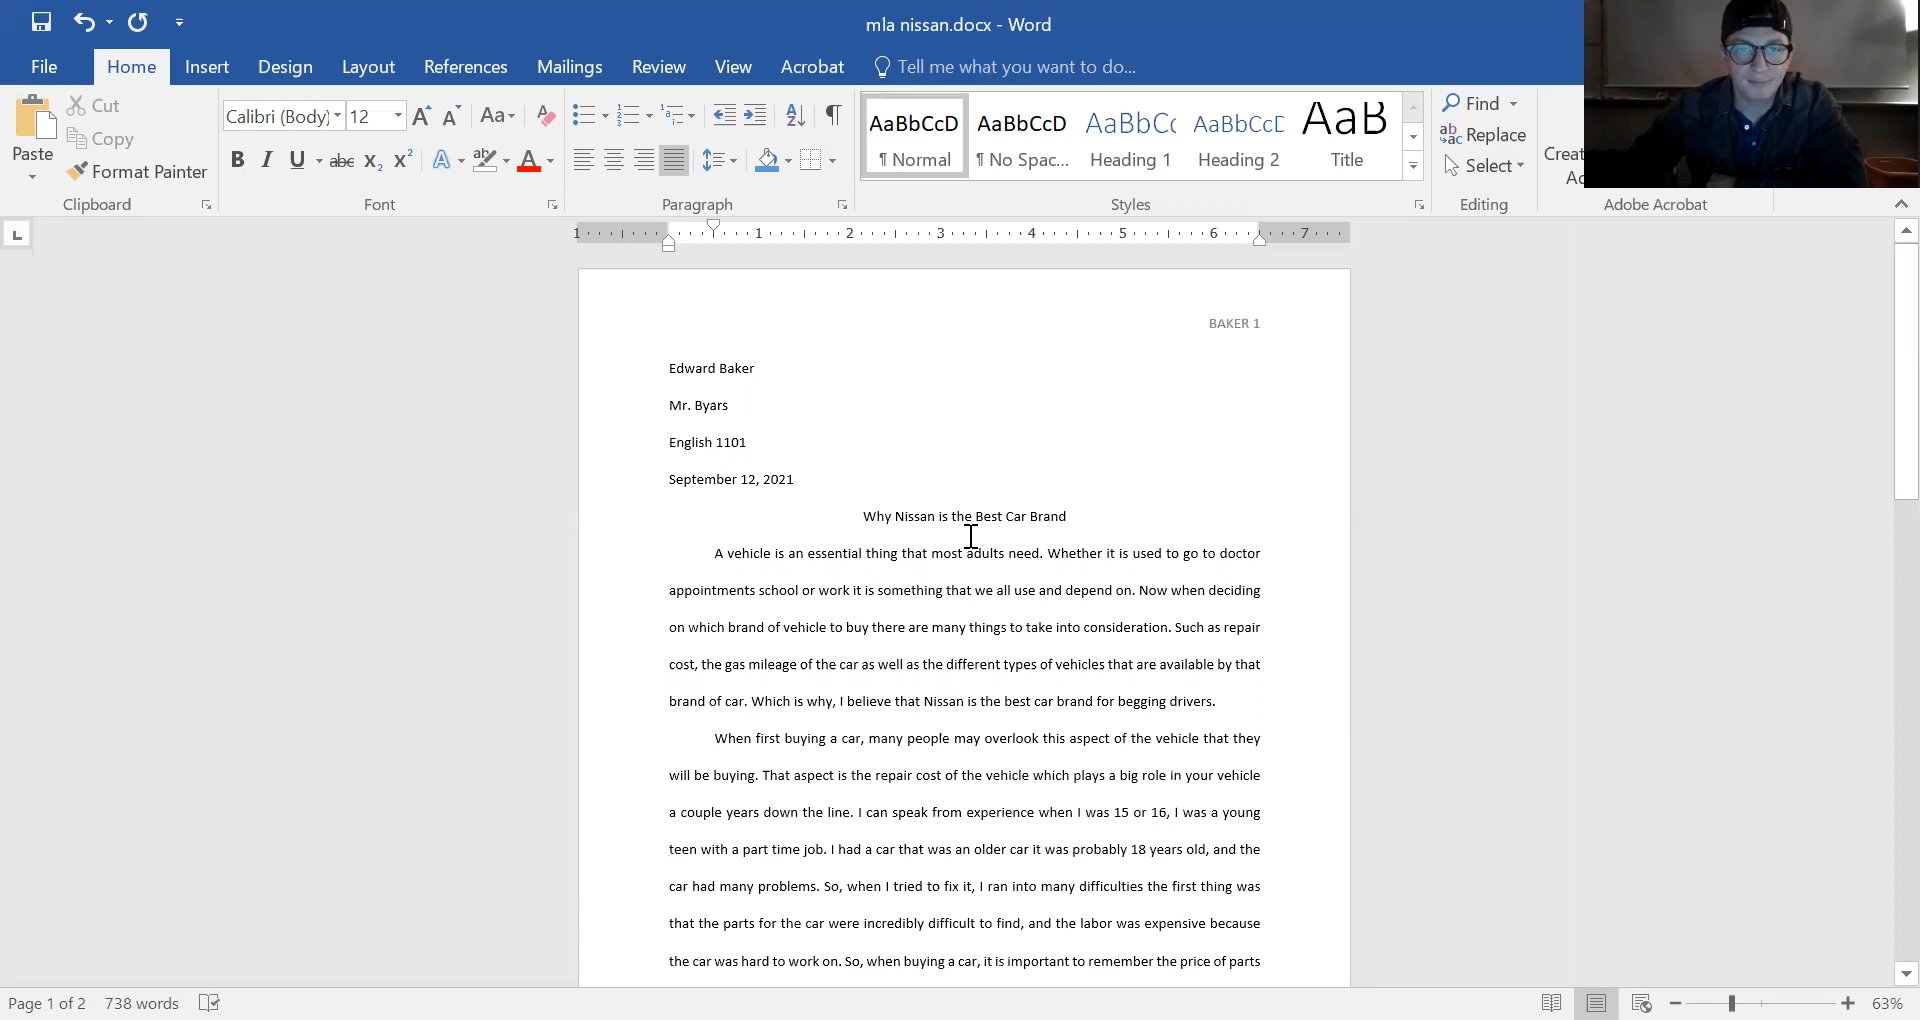 mla nissan.docx - Word
File Home Insert Design Layout References Mailings Review View Acrobat Tell me what you want to do...
Paste
Cut
Copy
Format Painter
Clipboard
Calibri (Body) 12 Aa
B I U abc X2 X2 A ab A
Font
Paragraph
AaBbCcD AaBbCcD AaBbCc AaBbCcD AaB
¶ Normal ¶ No Spac... Heading 1 Heading 2 Title
Styles
Find
Replace
Select
Editing
Creat
Adobe Acrobat
1 1 2 3 4 5 6 7
BAKER 1
Edward Baker
Mr. Byars
English 1101
September 12, 2021
Why Nissan is the Best Car Brand
A vehicle is an essential thing that most adults need. Whether it is used to go to doctor
appointments school or work it is something that we all use and depend on. Now when deciding
on which brand of vehicle to buy there are many things to take into consideration. Such as repair
cost, the gas mileage of the car as well as the different types of vehicles that are available by that
brand of car. Which is why, I believe that Nissan is the best car brand for begging drivers.
When first buying a car, many people may overlook this aspect of the vehicle that they
will be buying. That aspect is the repair cost of the vehicle which plays a big role in your vehicle
a couple years down the line. I can speak from experience when I was 15 or 16, I was a young
teen with a part time job. I had a car that was an older car it was probably 18 years old, and the
car had many problems. So, when I tried to fix it, I ran into many difficulties the first thing was
that the parts for the car were incredibly difficult to find, and the labor was expensive because
the car was hard to work on. So, when buying a car, it is important to remember the price of parts
Page 1 of 2 738 words 63%